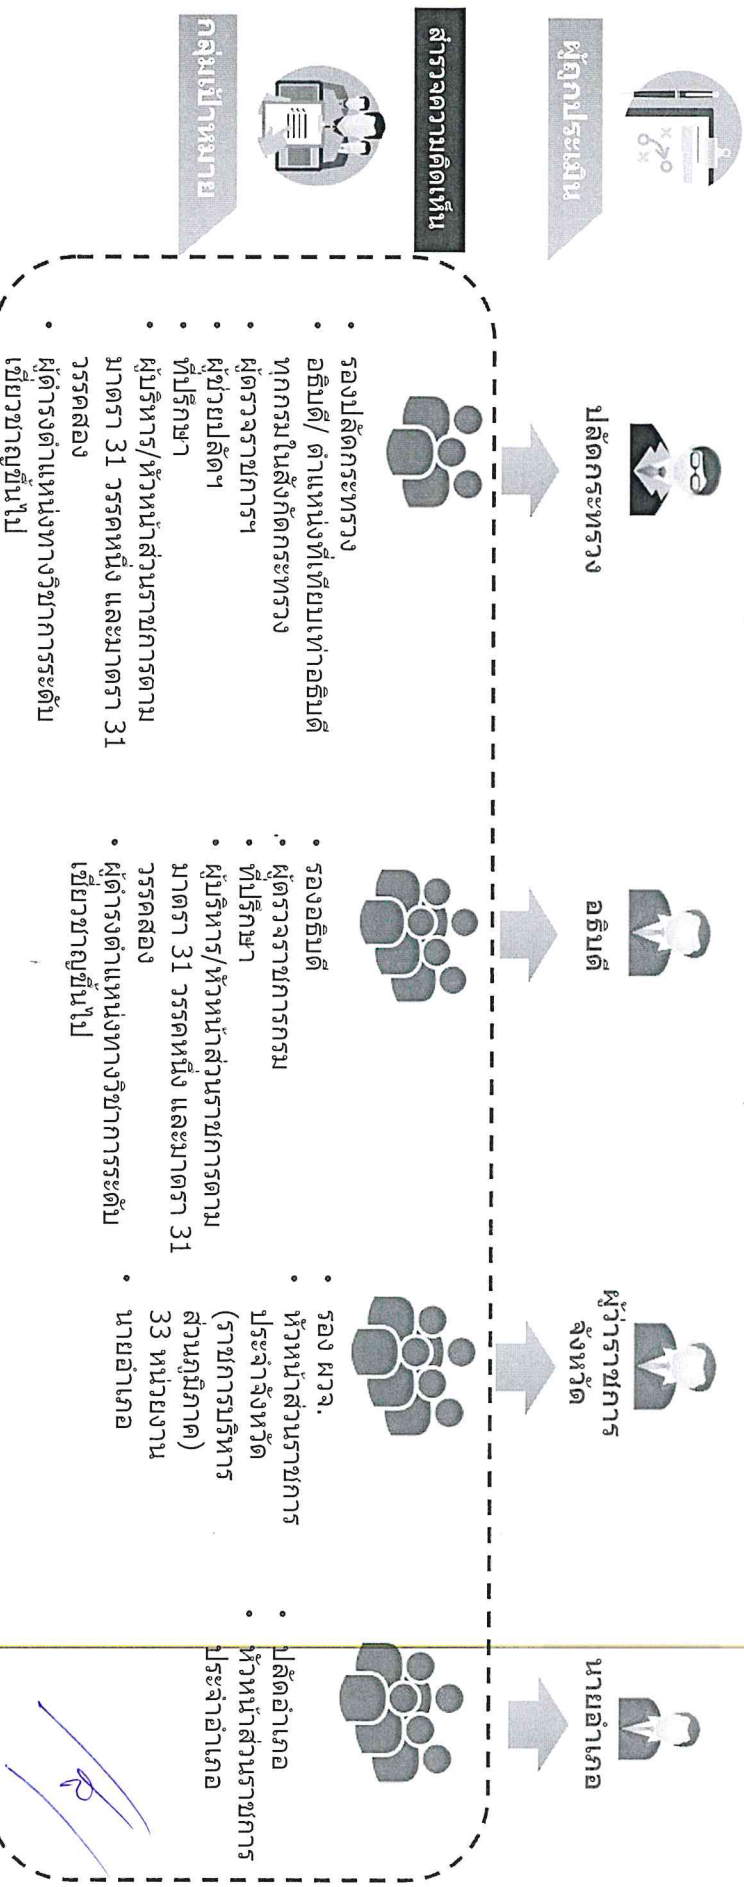 ผู้ถูกประเมิน
ปลัดกระทรวง
อธิบดี
ผู้ว่าราชการ
จังหวัด
นายอำเภอ
สำรวจความคิดเห็น
กลุ่มเป้าหมาย
• รองปลัดกระทรวง
• อธิบดี/ ตำแหน่งที่เทียบเท่าอธิบดี
ทุกกรมในสังกัดกระทรวง
• ผู้ตรวจราชการฯ
• ผู้ช่วยปลัดฯ
• ที่ปรึกษา
• ผู้บริหาร/หัวหน้าส่วนราชการตาม
มาตรา 31 วรรคหนึ่ง และมาตรา 31
วรรคสอง
• ผู้ดำรงตำแหน่งทางวิชาการระดับ
เชี่ยวชาญขึ้นไป
• รองอธิบดี
• ผู้ตรวจราชการกรม
• ที่ปรึกษา
• ผู้บริหาร/หัวหน้าส่วนราชการตาม
มาตรา 31 วรรคหนึ่ง และมาตรา 31
วรรคสอง
• ผู้ดำรงตำแหน่งทางวิชาการระดับ
เชี่ยวชาญขึ้นไป
• รอง ผวจ.
• หัวหน้าส่วนราชการ
ประจำจังหวัด
(ราชการบริหาร
ส่วนภูมิภาค)
33 หน่วยงาน
• นายอำเภอ
• ปลัดอำเภอ
• หัวหน้าส่วนราชการ
ประจำอำเภอ